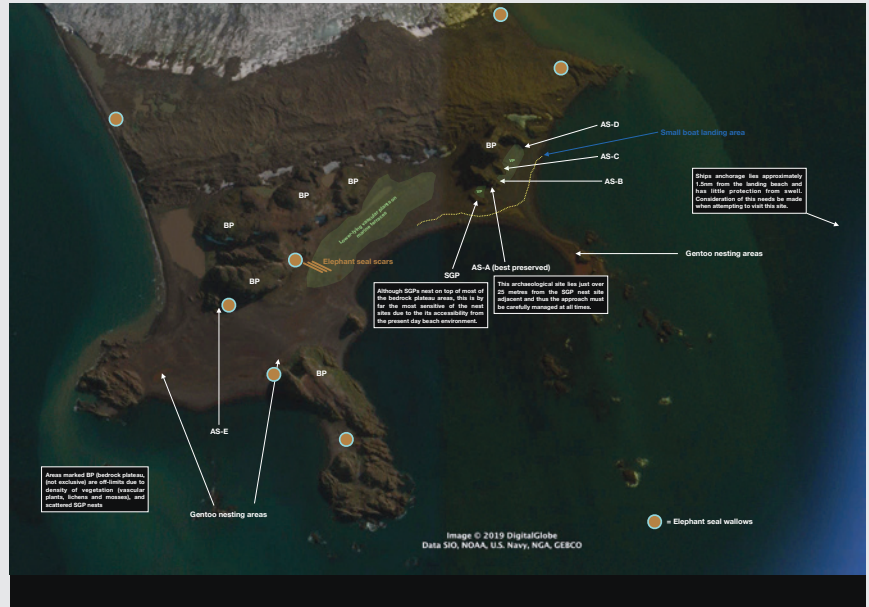 AS-D
Small boat landing area
BP
AS-C
BP
AS-B
Ships anchorage lies approximately
1.5nm from the landing beach and
has little protection from swell.
Consideration of this needs be made
when attempting to visit this site.
BP
BP
BP
Lower-lying vascular plants on
marine terraces
Gentoo nesting areas
Elephant seal scars
SGP
AS-A (best preserved)
BP
Although SGPs nest on top of most of
the bedrock plateau areas, this is by
far the most sensitive of the nest
sites due to the its accessibility from
the present day beach environment.
This archaeological site lies just over
25 metres from the SGP nest site
adjacent and thus the approach must
be carefully managed at all times.
BP
AS-E
Areas marked BP (bedrock plateau,
(not exclusive) are off-limits due to
density of vegetation (vascular
plants, lichens and mosses), and
scattered SGP nests
Gentoo nesting areas
= Elephant seal wallows
Image © 2019 DigitalGlobe
Data SIO, NOAA, U.S. Navy, NGA, GEBCO